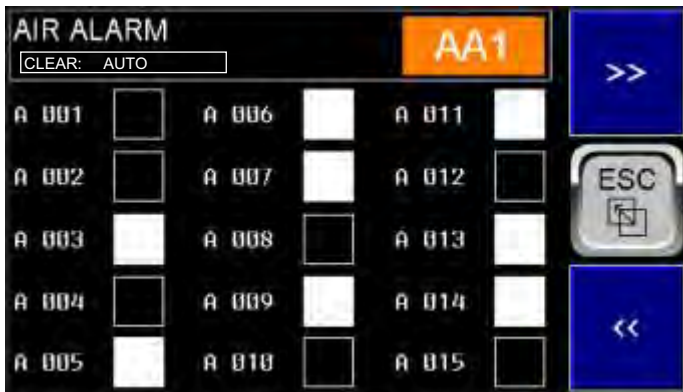 AIR ALARM
AA1
CLEAR: AUTO
>>
A 001 A 006 A 011
A 002 A 007 A 012
ESC
A 003 A 008 A 013
A 004 A 009 A 014
<<
A 005 A 010 A 015